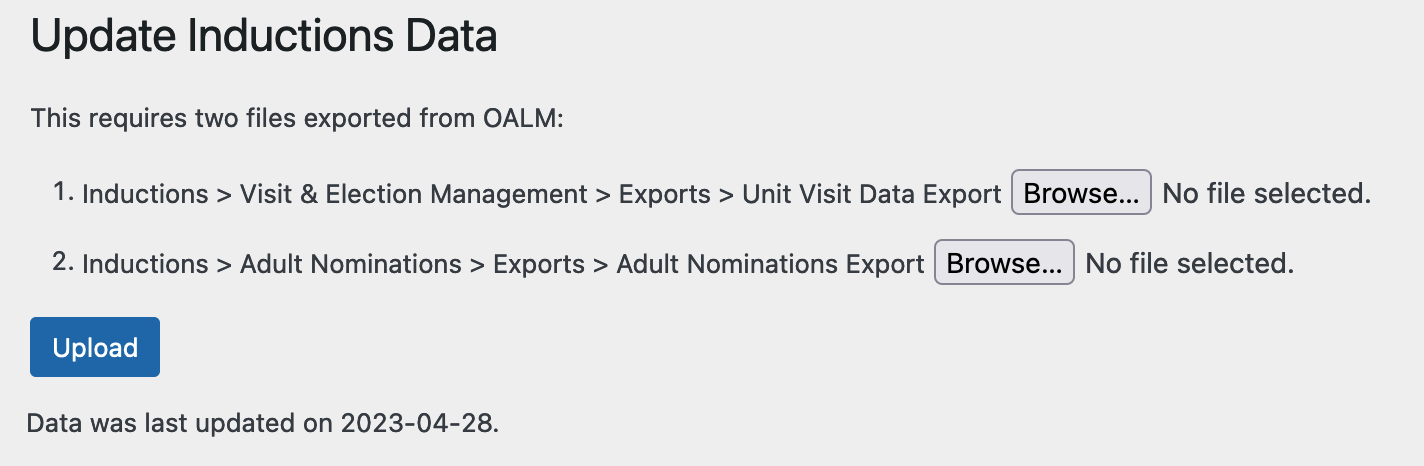 Update Inductions Data
This requires two files exported from OALM:
1. Inductions > Visit & Election Management > Exports > Unit Visit Data Export Browse... No file selected.
2. Inductions > Adult Nominations > Exports > Adult Nominations Export Browse... No file selected.
Upload
Data was last updated on 2023-04-28.